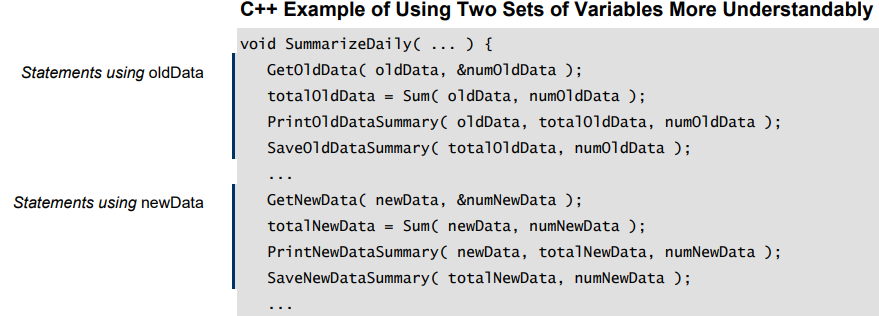 C++ Example of Using Two Sets of Variables More Understandably
void SummarizeDaily( ... ) {
Statements using oldData
GetOldData( oldData, &numOldData );
totalOldData = Sum( oldData, numOldData );
PrintOldDataSummary( oldData, totalOldData, numOldData );
SaveOldDataSummary( totalOldData, numOldData );
...
Statements using newData
GetNewData( newData, &numNewData );
totalNewData = Sum( newData, numNewData );
PrintNewDataSummary( newData, totalNewData, numNewData );
SaveNewDataSummary( totalNewData, numNewData );
...